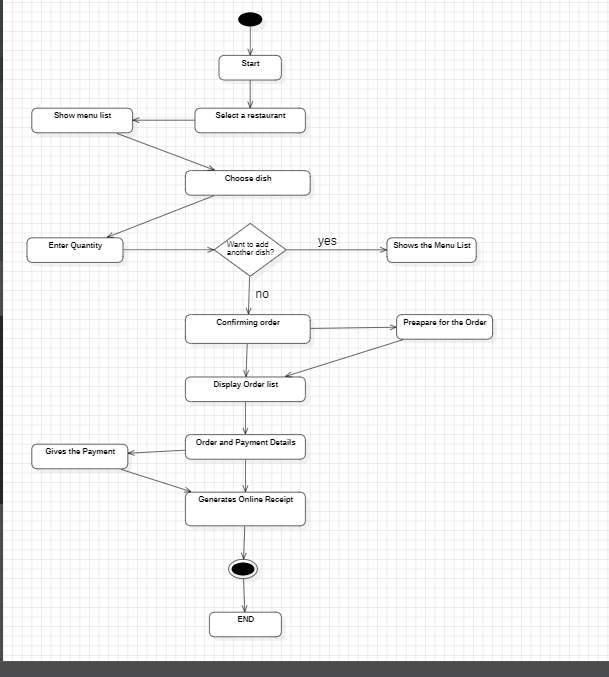 Start
Show menu list
Select a restaurant
Choose dish
Enter Quantity
Want to add
another dish?
yes
Shows the Menu List
no
Confirming order
Preapare for the Order
Display Order list
Order and Payment Details
Gives the Payment
Generates Online Receipt
END